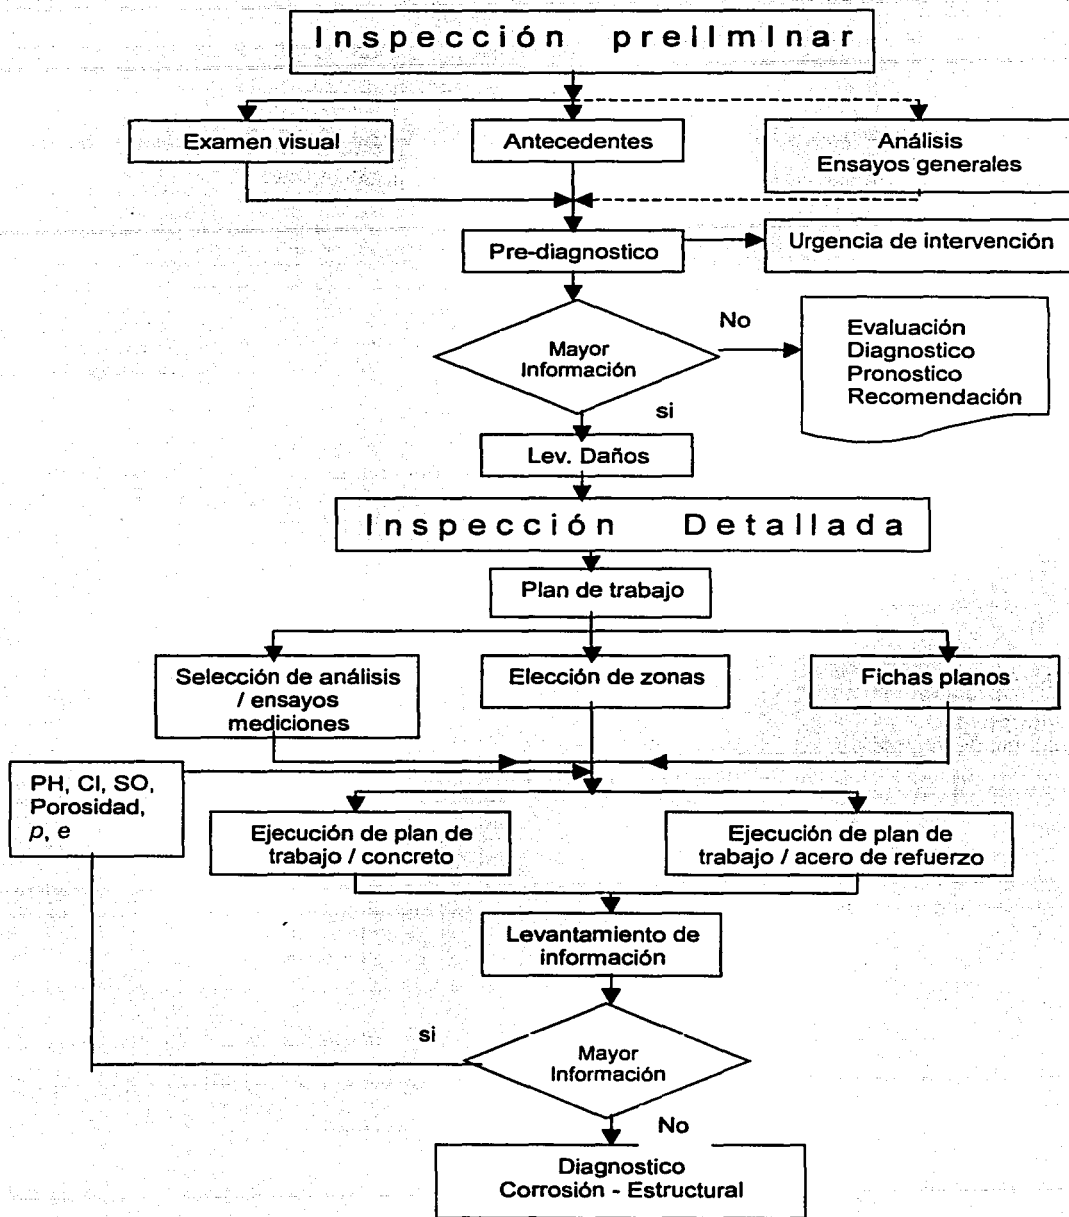 Inspección preliminar
Examen visual
Antecedentes
Análisis
Ensayos generales
Pre-diagnostico
Urgencia de intervención
Mayor
Información
No
Evaluación
Diagnostico
Pronostico
Recomendación
si
Lev. Daños
Inspección Detallada
Plan de trabajo
Selección de análisis
/ ensayos
mediciones
Elección de zonas
Fichas planos
PH, Cl, SO,
Porosidad,
p, e
Ejecución de plan de
trabajo / concreto
Ejecución de plan de
trabajo / acero de refuerzo
Levantamiento de
información
si
Mayor
Información
No
Diagnostico
Corrosión - Estructural